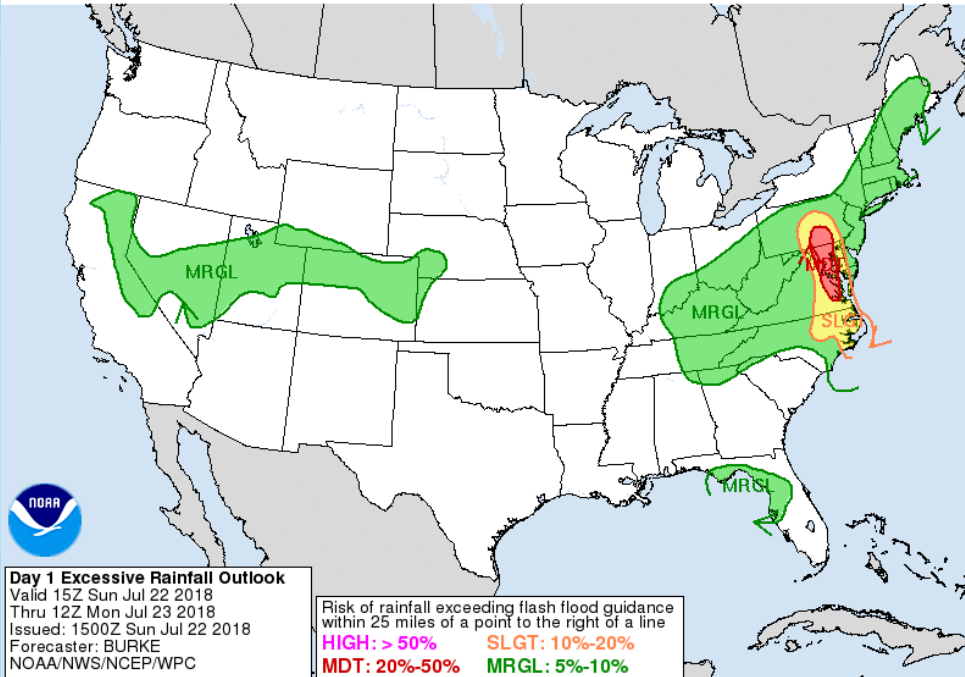 MRGL
MDT
MRGL
SLGT
MRGL
NOAA
Day 1 Excessive Rainfall Outlook
Valid 15Z Sun Jul 22 2018
Thru 12Z Mon Jul 23 2018
Issued: 1500Z Sun Jul 22 2018
Forecaster: BURKE
NOAA/NWS/NCEP/WPC
Risk of rainfall exceeding flash flood guidance
within 25 miles of a point to the right of a line
HIGH: > 50% SLGT: 10%-20%
MDT: 20%-50% MRGL: 5%-10%